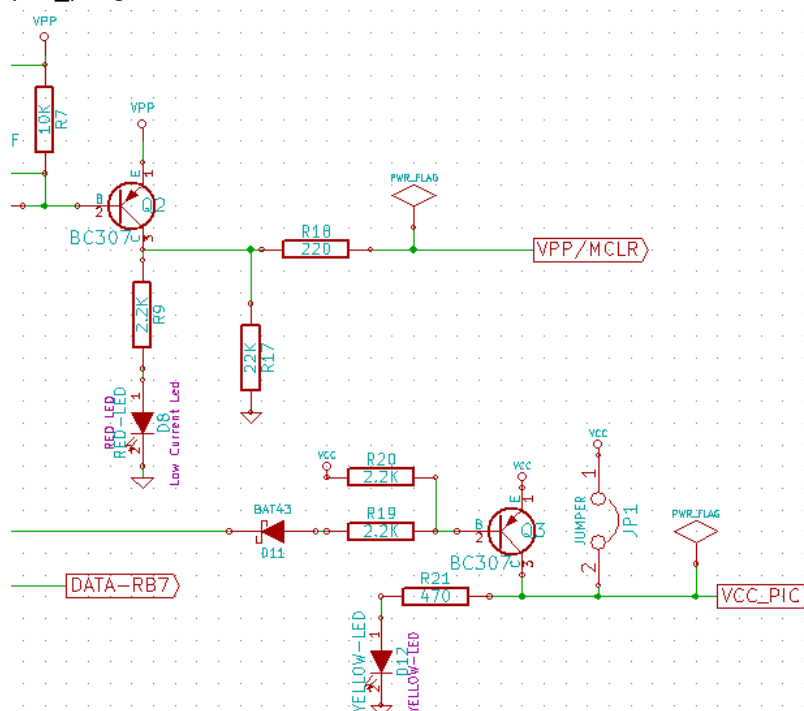 VPP
10K
R7
F
VPP
E
1
B
2
Q2
BC307
C
3
R18
220
PWR_FLAG
VPP/MCLR
2.2K
R9
22K
R17
1
RED-LED
RED-LED
D8
2
Low Current Led
VCC
R20
2.2K
BAT43
D11
R19
2.2K
VCC
E
1
B
2
Q3
BC307
C
3
VCC
1
JUMPER
JP1
2
PWR_FLAG
DATA-RB7
R21
470
VCC_PIC
1
YELLOW-LED
D12
2
YELLOW-LED